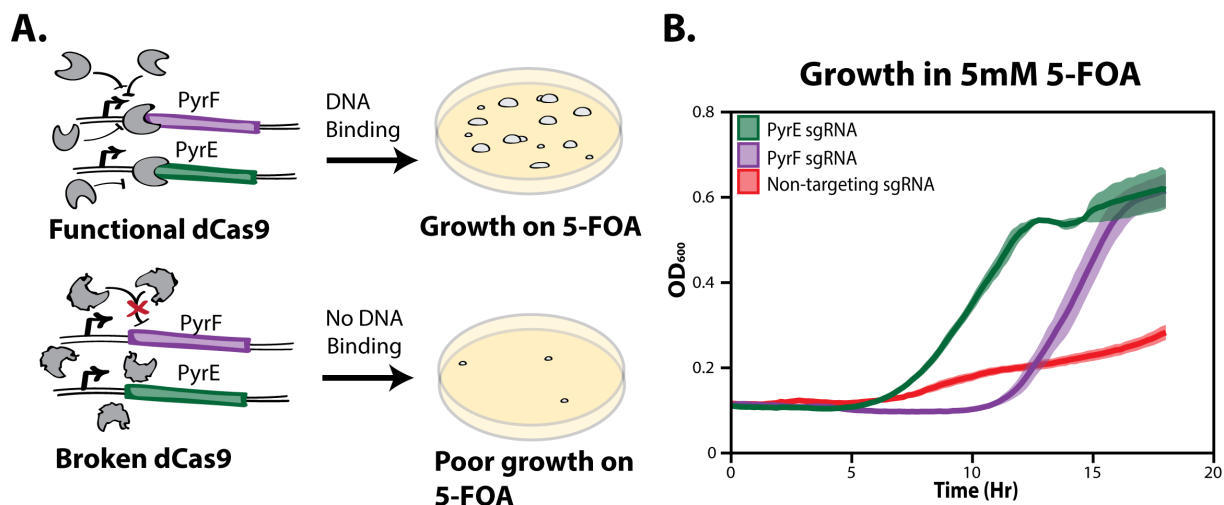 A.
PyrF
PyrE
Functional dCas9
DNA
Binding
Growth on 5-FOA
PyrF
PyrE
Broken dCas9
No DNA
Binding
Poor growth on
5-FOA
B.
Growth in 5mM 5-FOA
PyrE sgRNA
PyrF sgRNA
Non-targeting sgRNA
OD600
0.8
0.6
0.4
0.2
0
0
5
10
15
20
Time (Hr)